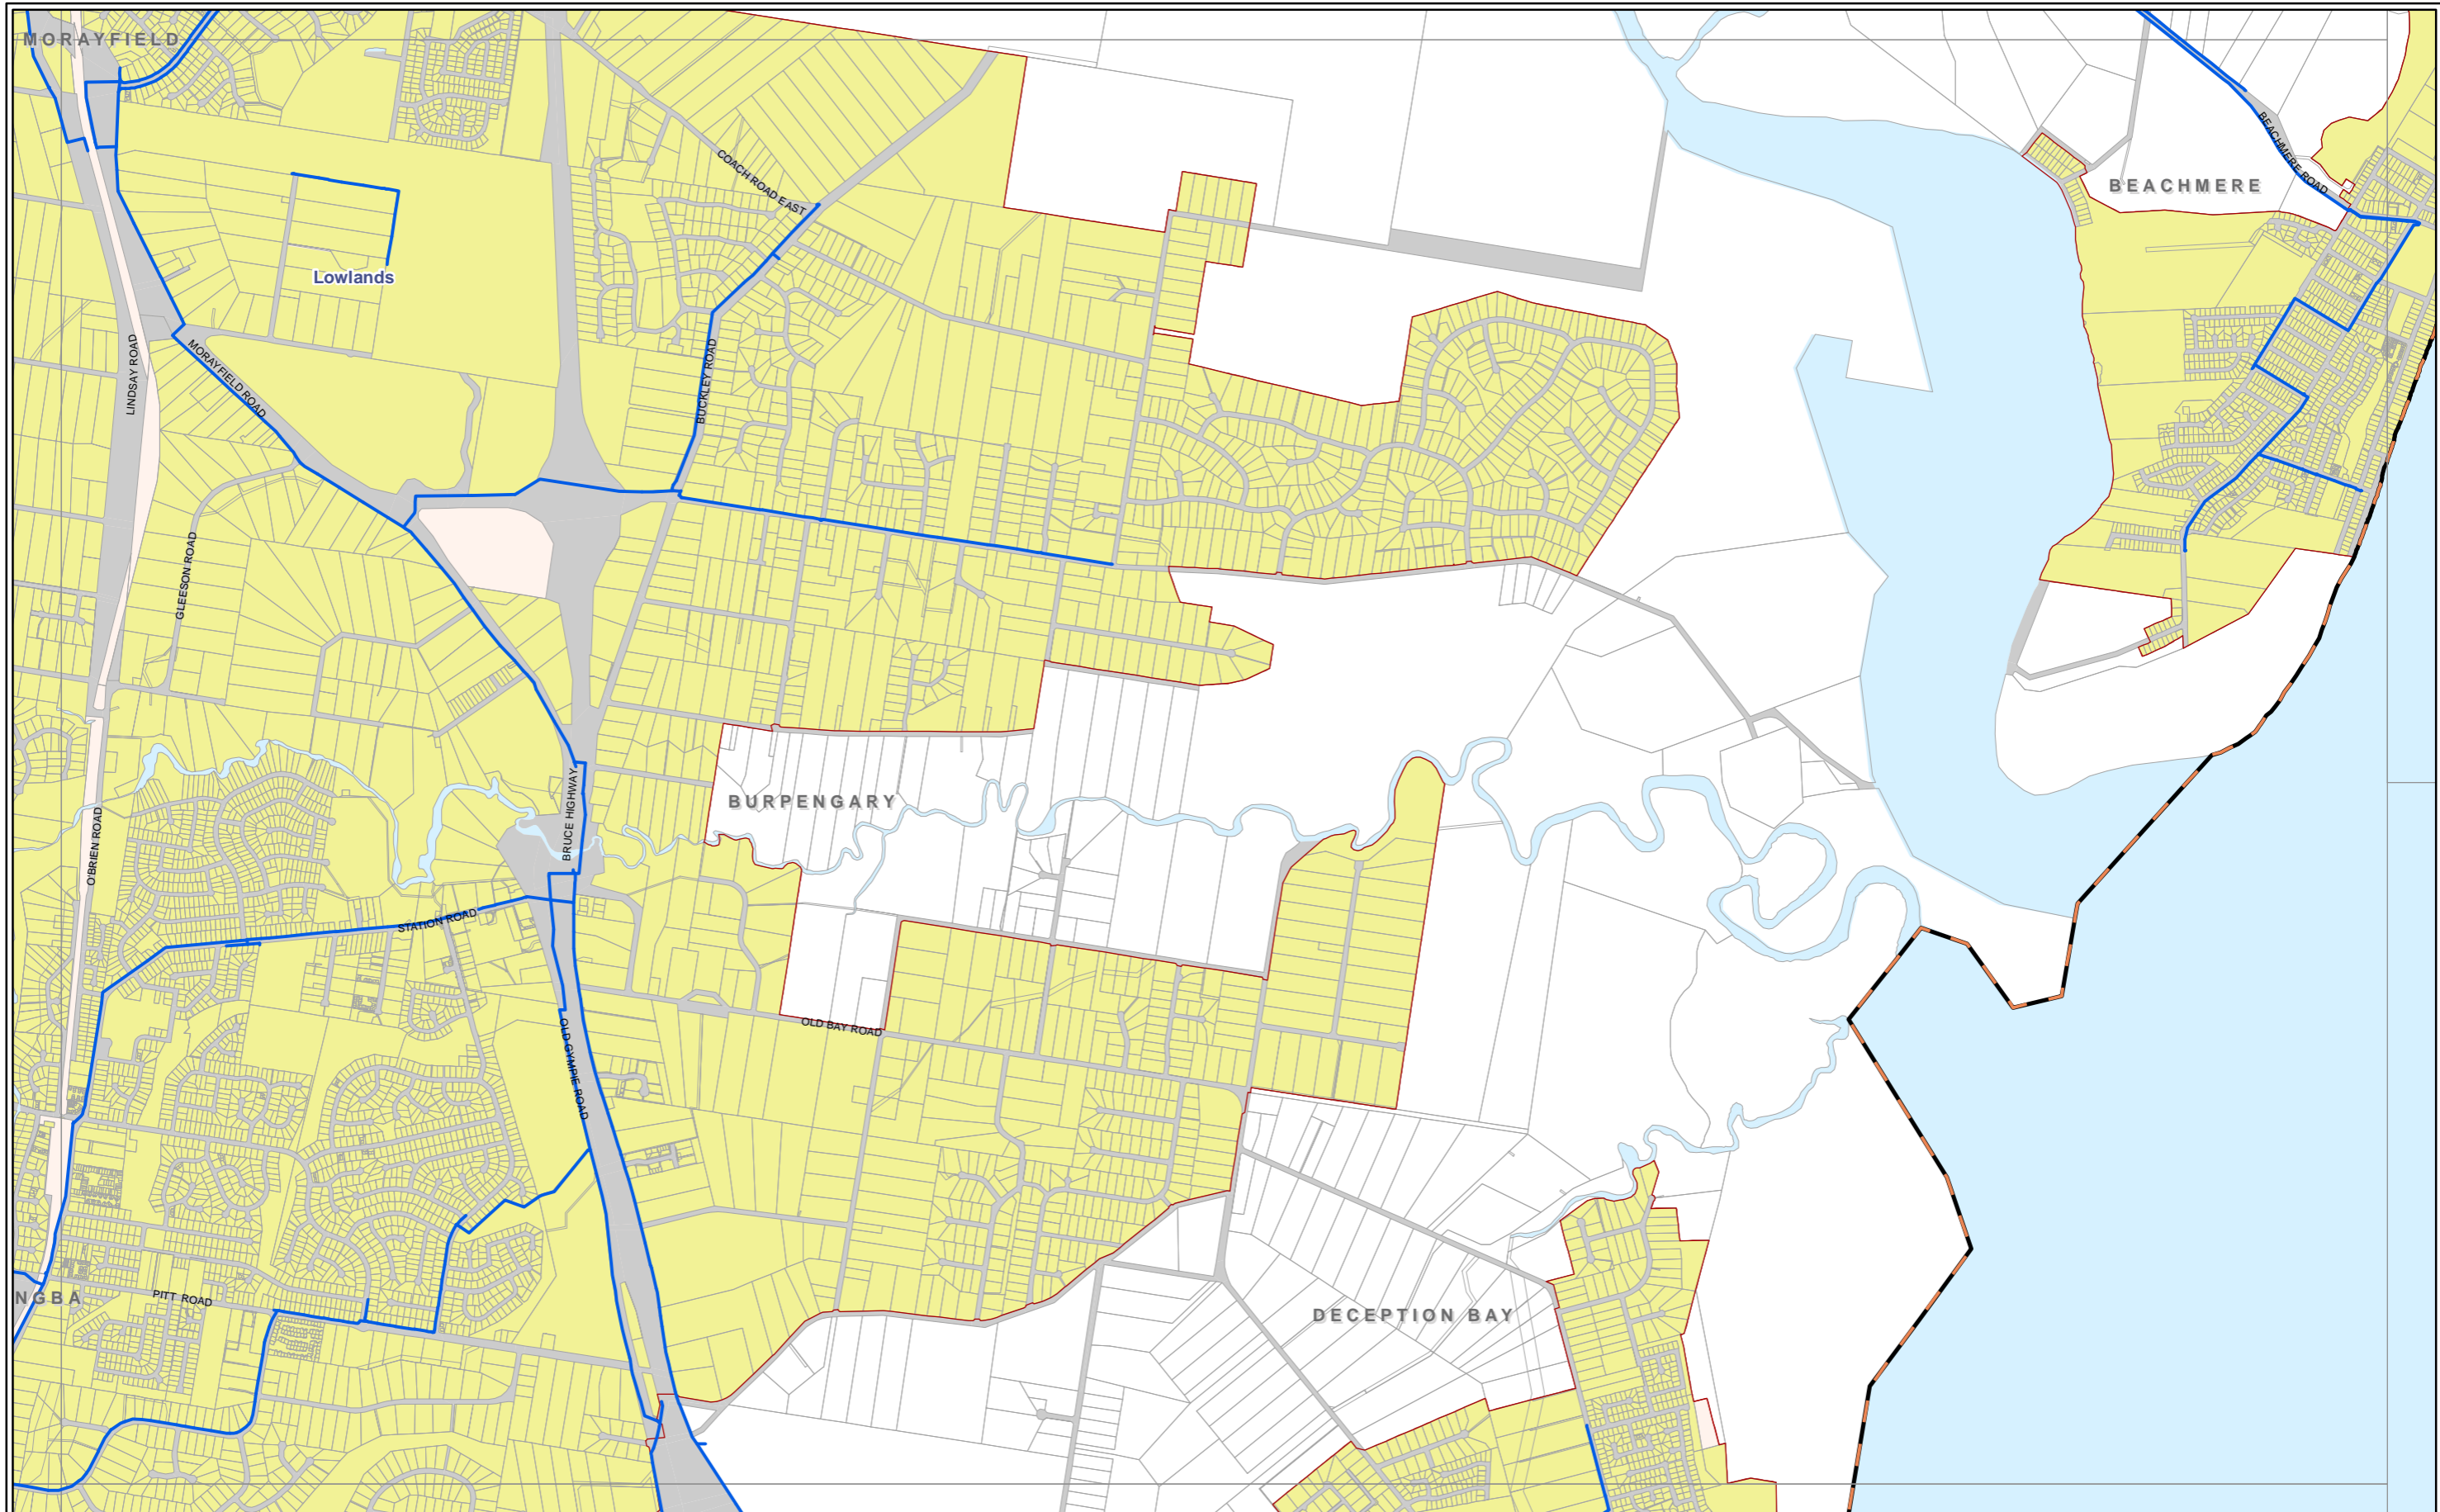 MORAYFIELD
BEACHMERE ROAD
COACH ROAD EAST
BEACHMERE
Lowlands
LINDSAY ROAD
MORAYFIELD ROAD
BUCKLEY ROAD
GLEESON ROAD
BURPENGARY
BRUCE HIGHWAY
O'BRIEN ROAD
STATION ROAD
OLD BAY ROAD
OLD GYMPIE ROAD
NGBA
PITT ROAD
DECEPTION BAY